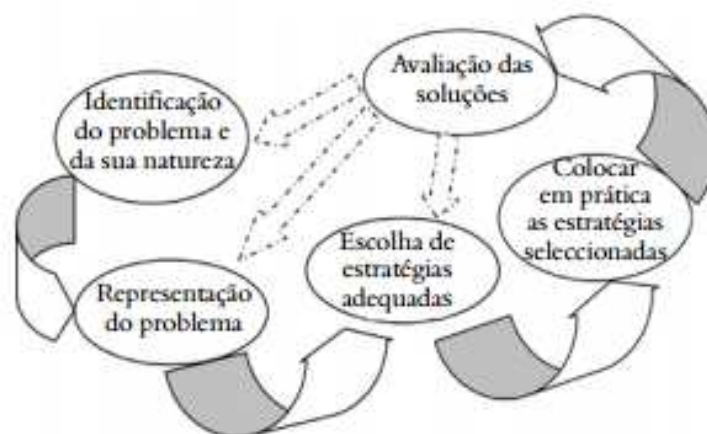 Identificação
do problema e
da sua natureza
Representação
do problema
Escolha de
estratégias
adequadas
Colocar
em prática
as estratégias
seleccionadas
Avaliação das
soluções